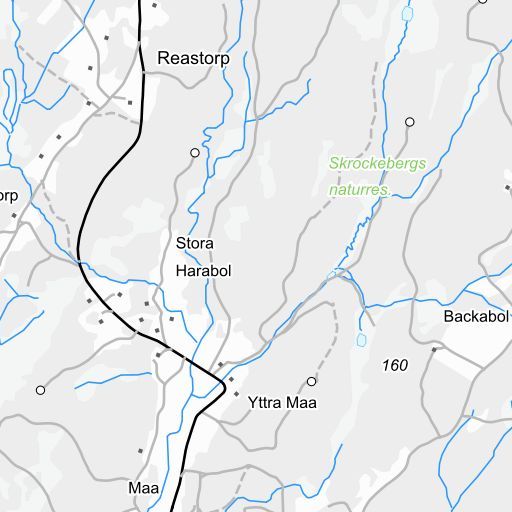 Reastorp
Skrockebergs
naturres.
orp
Stora
Harabol
Backabol
160
Yttra Maa
Maa